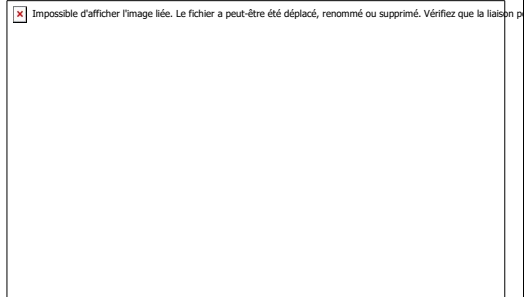 Impossible d'afficher l'image liée. Le fichier a peut-être été déplacé, renommé ou supprimé. Vérifiez que la liaison p